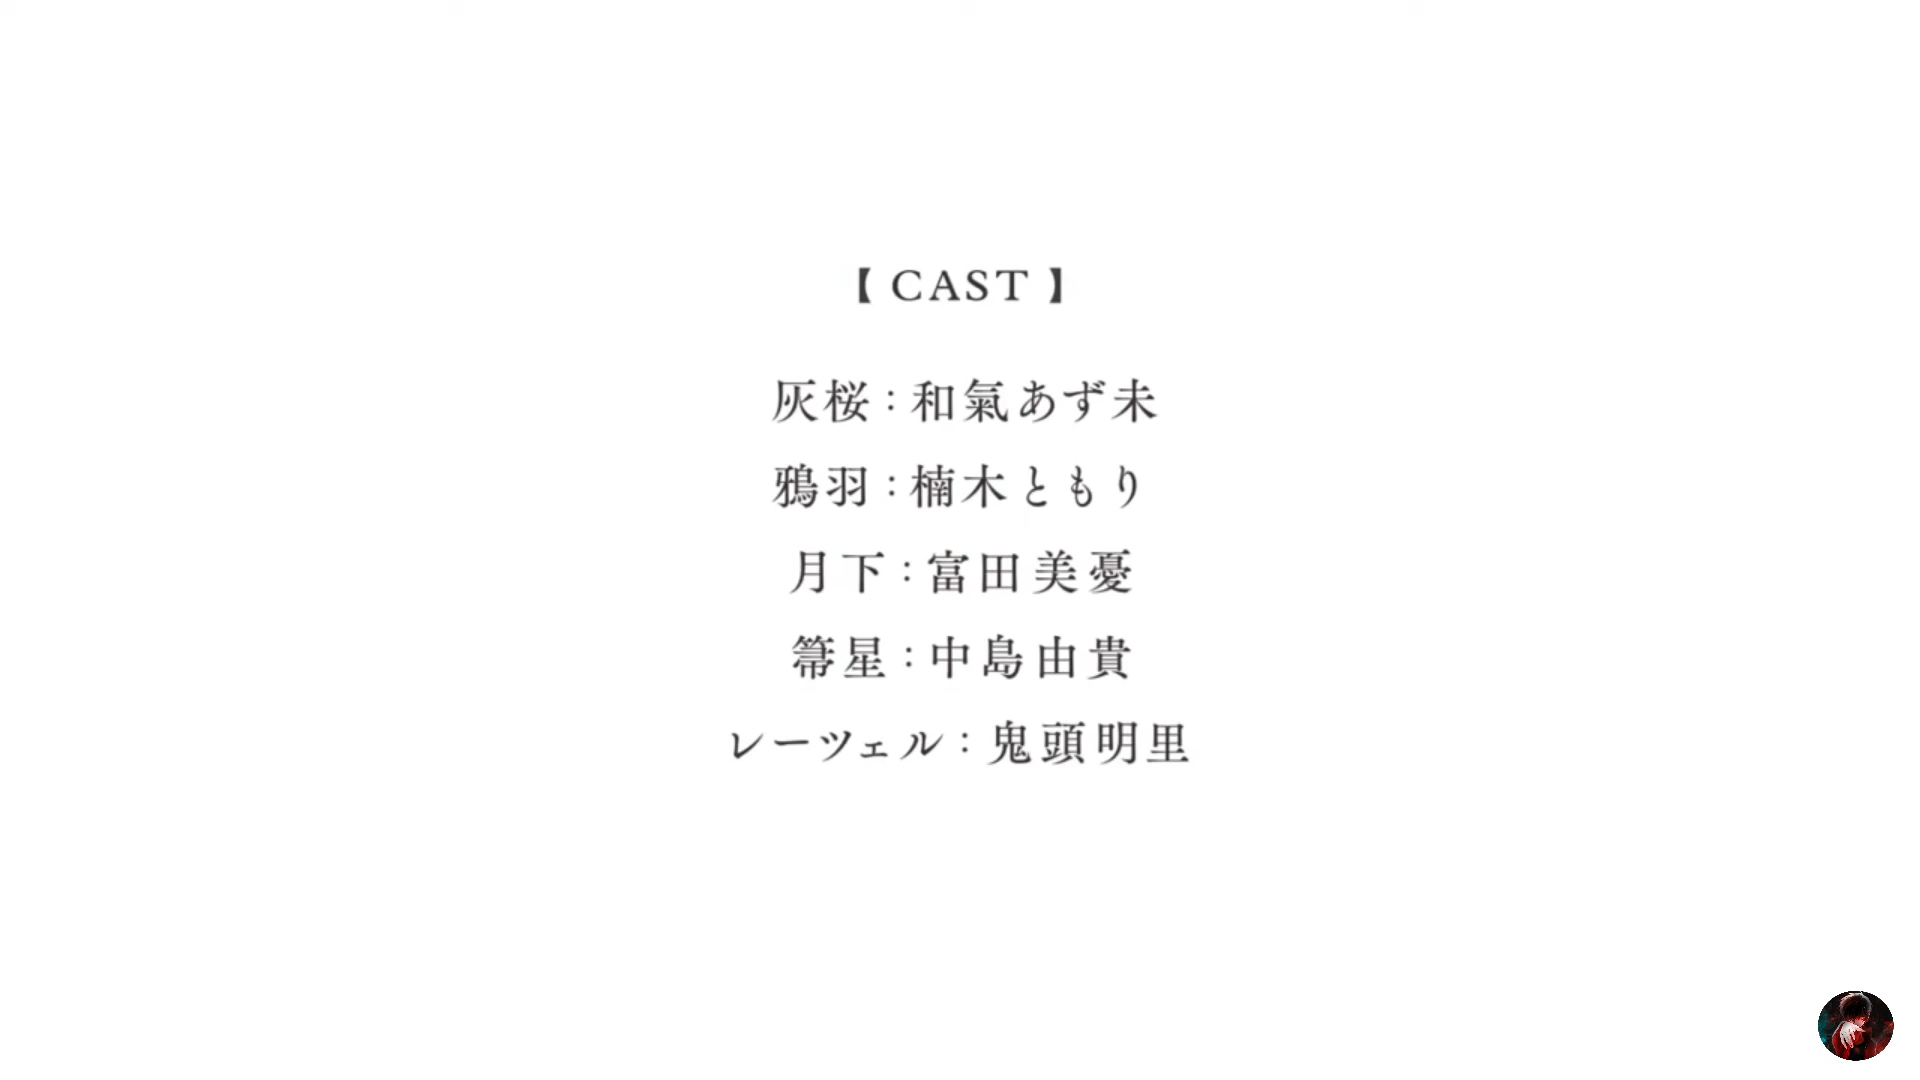 【 CAST 】
灰桜：和氣あず未
鴉羽：楠木ともり
月下：富田美憂
箒星：中島由貴
レーツェル：鬼頭明里